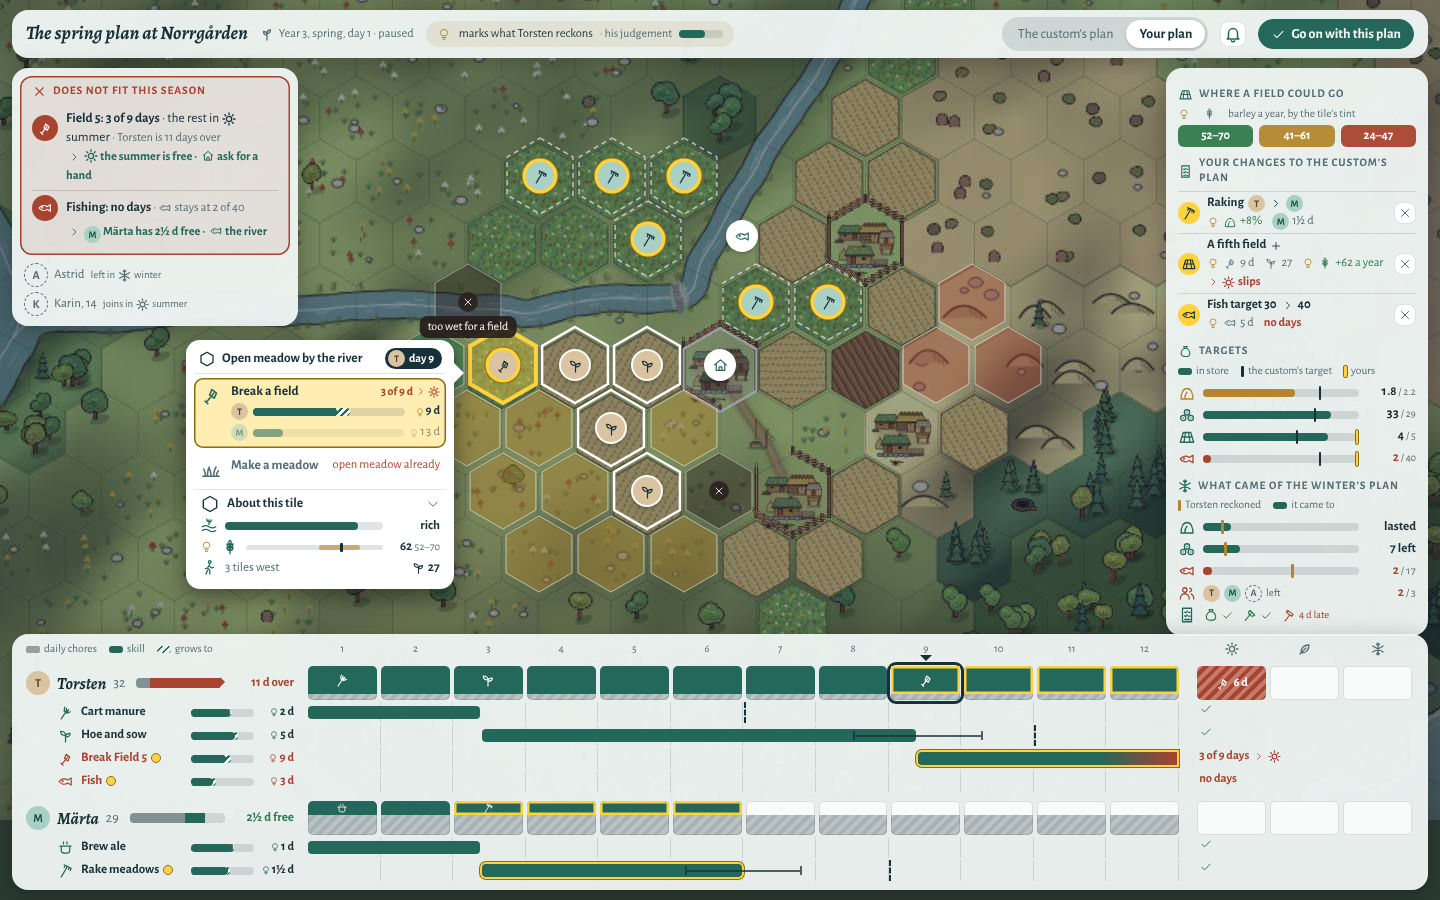 The spring plan at Norrgården
Year 3, spring, day 1 · paused
marks what Torsten reckons · his judgement
The custom's plan
Your plan
Go on with this plan
DOES NOT FIT THIS SEASON
Field 5: 3 of 9 days · the rest in
summer · Torsten is 11 days over
the summer is free · ask for a
hand
Fishing: no days · stays at 2 of 40
M Märta has 2½ d free · the river
A Astrid left in winter
K Karin, 14 joins in summer
too wet for a field
Open meadow by the river T day 9
Break a field 3 of 9 d
T 9 d
M 13 d
Make a meadow open meadow already
About this tile
rich
62 52–70
3 tiles west 27
WHERE A FIELD COULD GO
barley a year, by the tile's tint
52–70 41–61 24–47
YOUR CHANGES TO THE CUSTOM'S
PLAN
Raking T M
+8% M 1½ d
A fifth field +
9 d 27 +62 a year
slips
Fish target 30 40
5 d no days
TARGETS
in store the custom's target yours
1.8 / 2.2
33 / 29
4 / 5
2 / 40
WHAT CAME OF THE WINTER'S PLAN
Torsten reckoned it came to
lasted
7 left
2 / 17
T M A left 2 / 3
4 d late
daily chores skill grows to
1 2 3 4 5 6 7 8 9 10 11 12
T Torsten 32 11 d over
6 d
Cart manure 2 d
Hoe and sow 5 d
Break Field 5 9 d
3 of 9 days
Fish 3 d
no days
M Märta 29 2½ d free
Brew ale 1 d
Rake meadows 1½ d